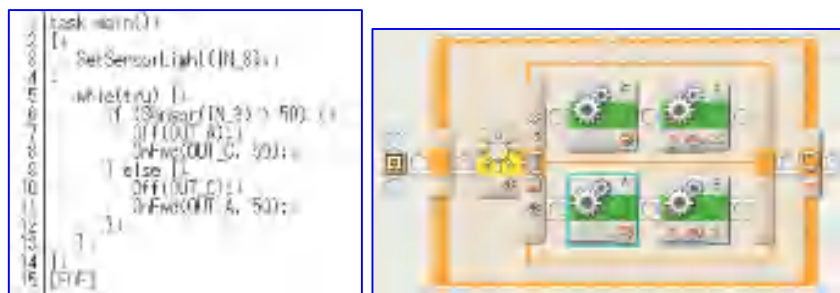 1 task main(){
2
3 SetSensorLight(IN_3);
4
5 while(true) {
6 if (Sensor(IN_3) > 50) {
7 Off(OUT_A);
8 OnFwd(OUT_C, 50);
9 } else {
10 Off(OUT_C);
11 OnFwd(OUT_A, 50);
12 }
13 }
14 }
15 [EOF]